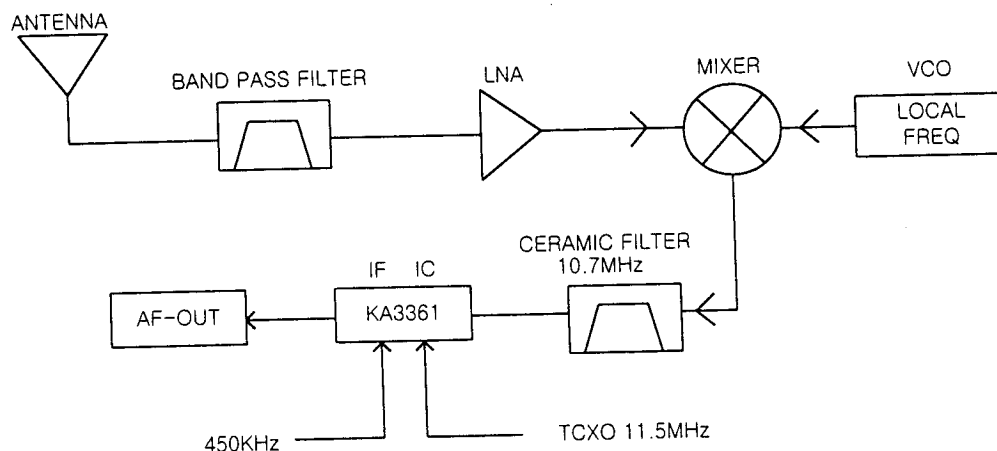 ANTENNA
BAND PASS FILTER
LNA
MIXER
VCO
LOCAL
FREQ
CERAMIC FILTER
10.7MHz
IF IC
KA3361
AF-OUT
450KHz
TCXO 11.5MHz